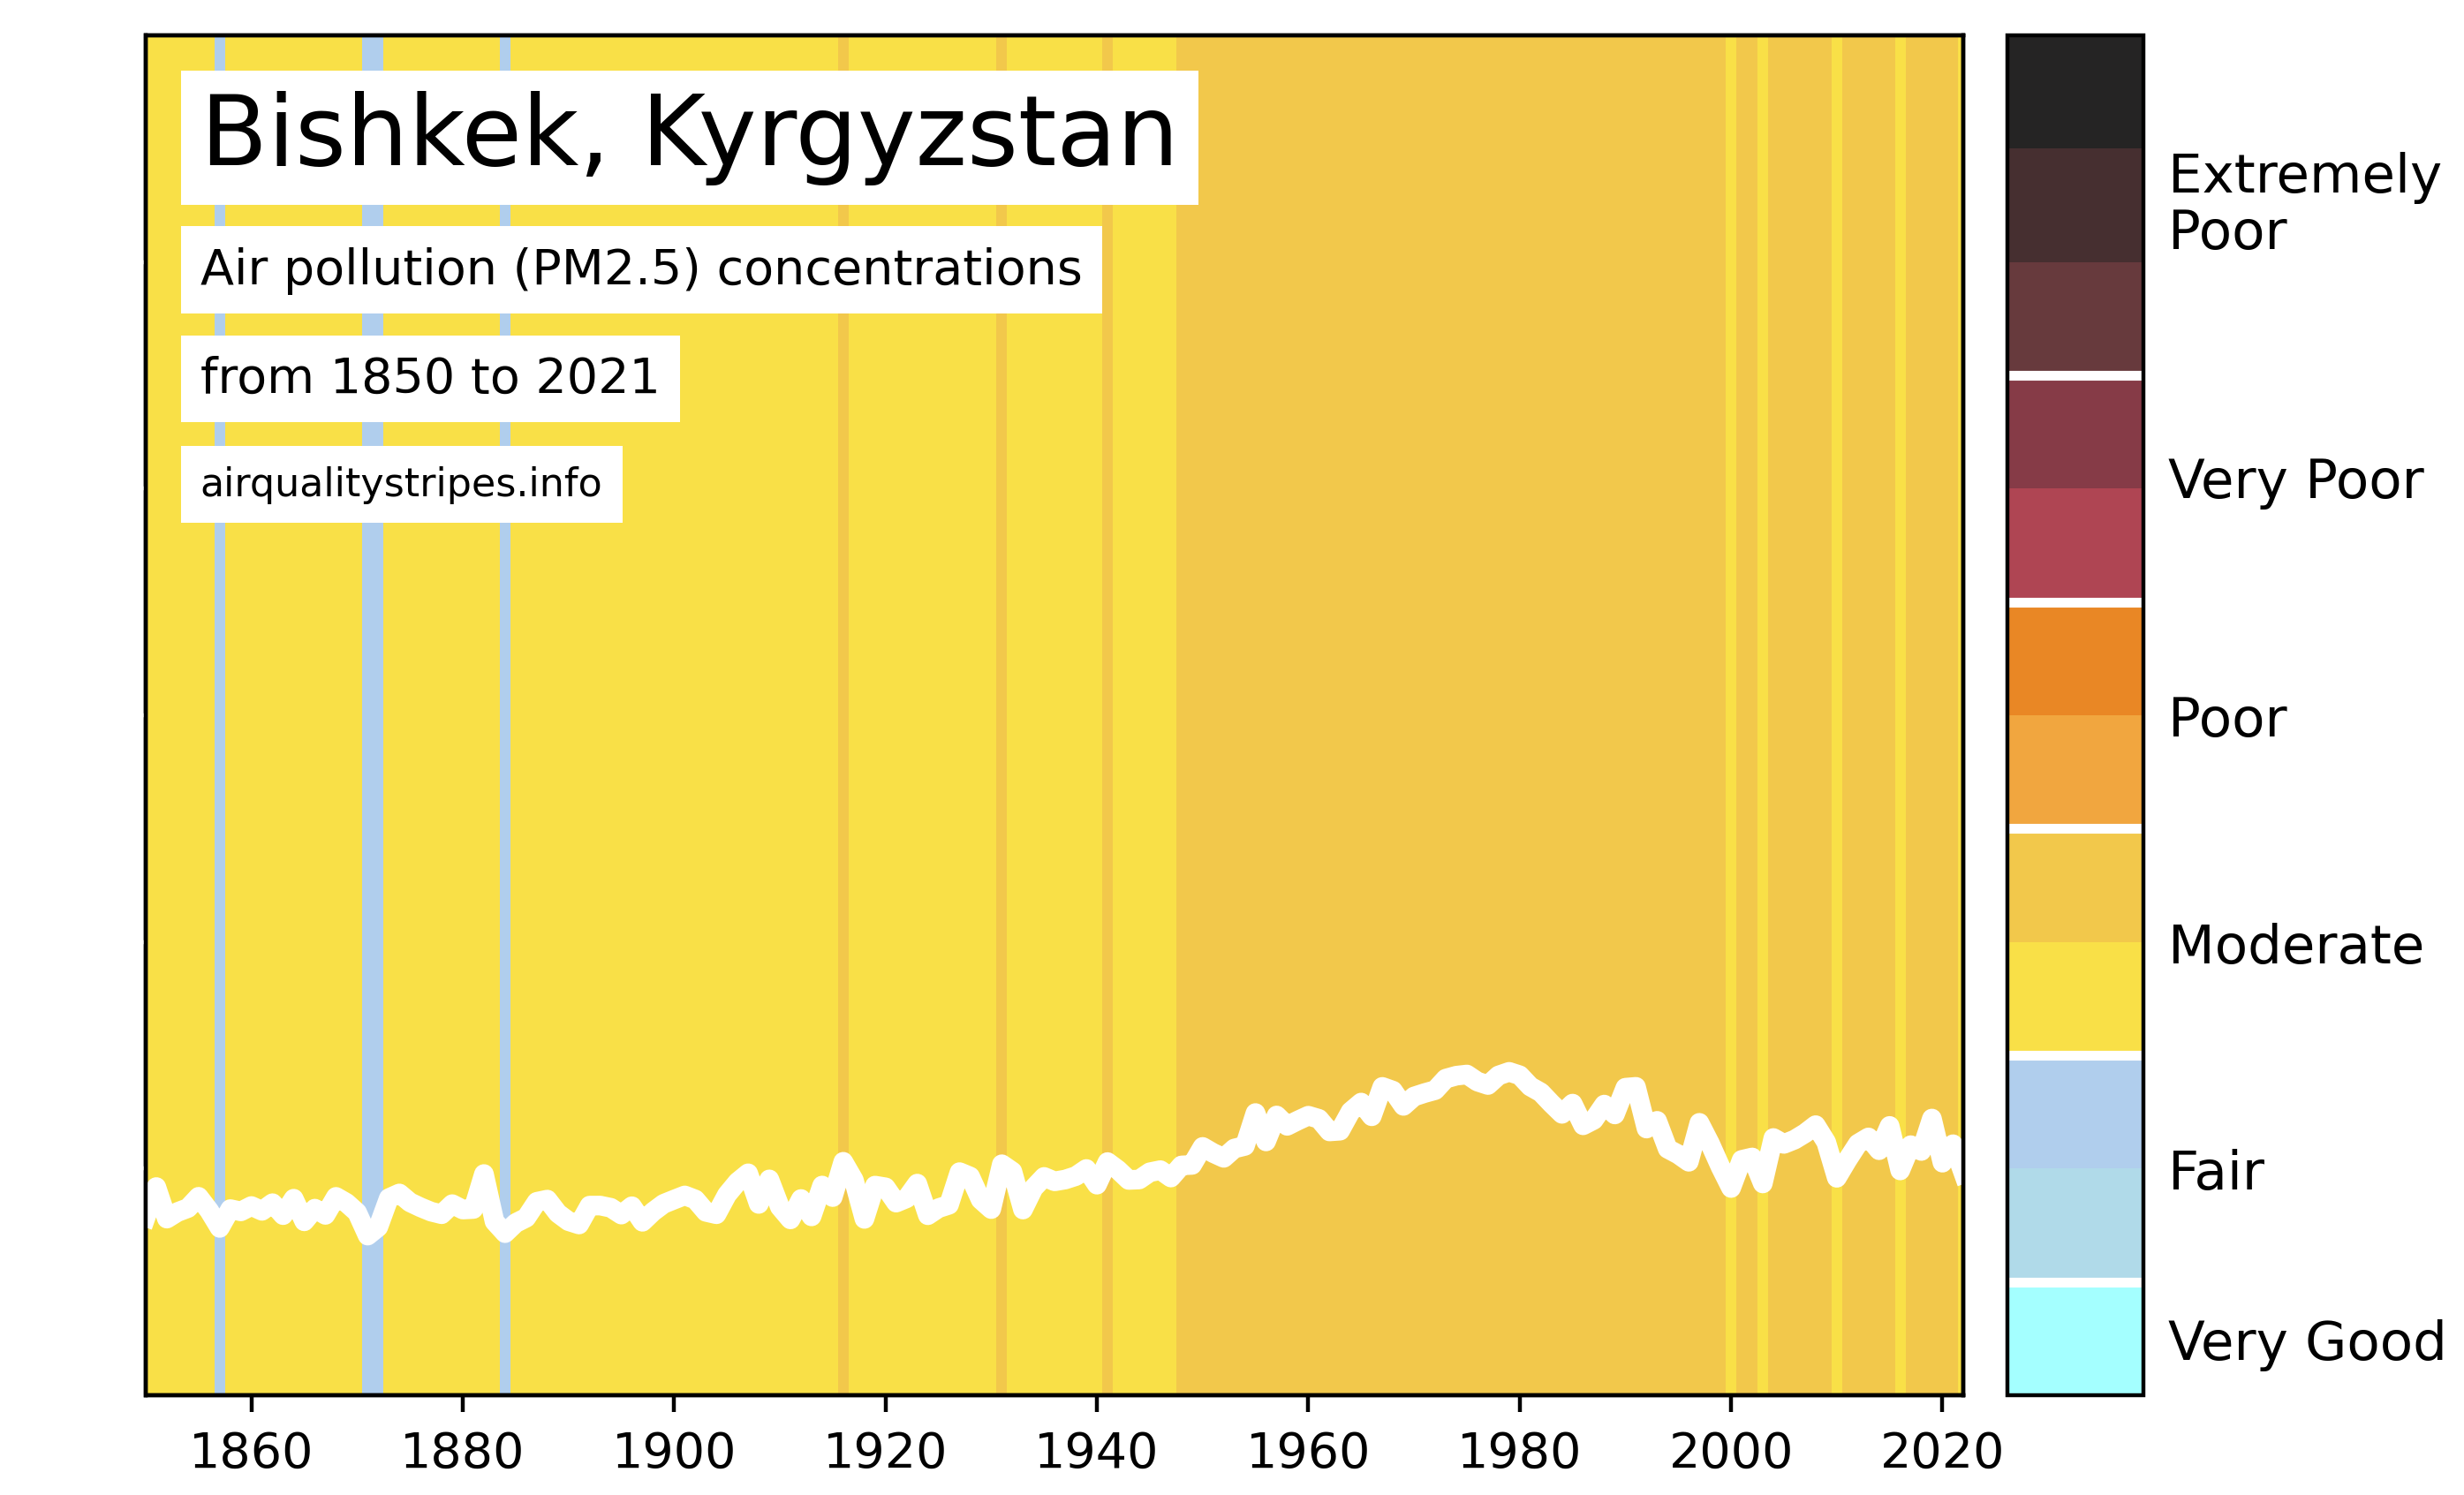 Bishkek, Kyrgyzstan
Air pollution (PM2.5) concentrations
from 1850 to 2021
airqualitystripes.info
Extremely
Poor
Very Poor
Poor
Moderate
Fair
Very Good
1860 1880 1900 1920 1940 1960 1980 2000 2020